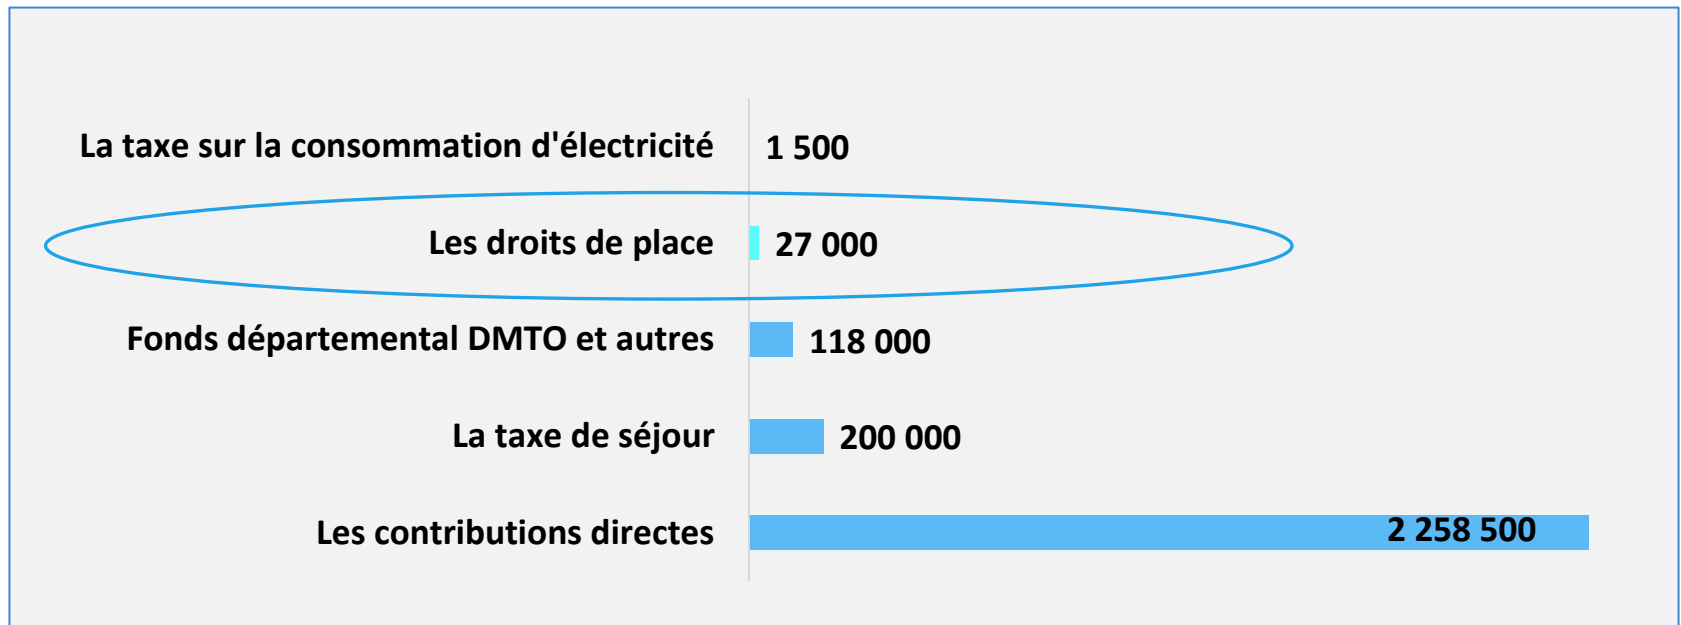 La taxe sur la consommation d'électricité 1 500
Les droits de place 27 000
Fonds départemental DMTO et autres 118 000
La taxe de séjour 200 000
Les contributions directes 2 258 500